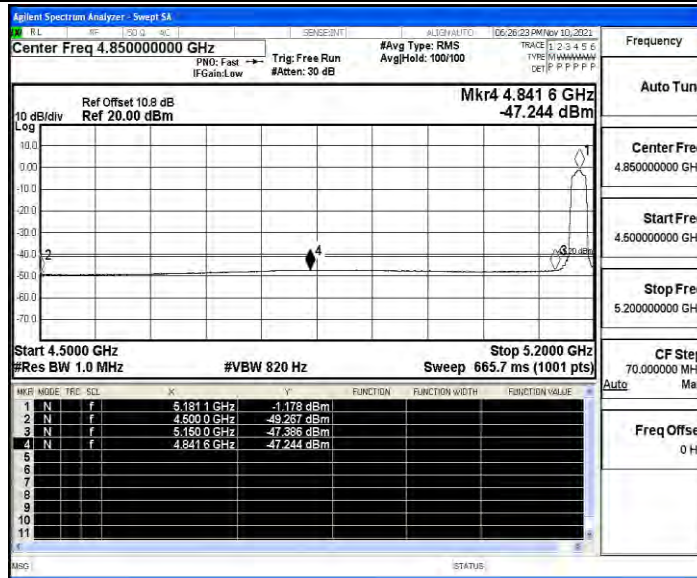 Agilent Spectrum Analyzer - Swept SA
RL RF 50 Ω AC SENSE:INT ALIGN AUTO 06:26:23 PM Nov 10, 2021
Center Freq 4.850000000 GHz #Avg Type: RMS TRACE 1 2 3 4 5 6
PNO: Fast Trig: Free Run Avg|Hold: 100/100 TYPE M
IFGain:Low #Atten: 30 dB DET P P P P P P
Frequency
Auto Tun
Ref Offset 10.8 dB Mkr4 4.841 6 GHz
10 dB/div Ref 20.00 dBm -47.244 dBm
Log
10.0
0.00
-10.0
-20.0
-30.0
-40.0
-50.0
-60.0
-70.0
1
2
3
4
Center Fre
4.850000000 GH
Start Fre
4.500000000 GH
Stop Fre
5.200000000 GH
Start 4.5000 GHz Stop 5.2000 GHz
#Res BW 1.0 MHz #VBW 820 Hz Sweep 665.7 ms (1001 pts)
CF Ste
70.000000 MH
Auto Ma
Freq Offse
0 H
MKR MODE TRC SCL X Y FUNCTION FUNCTION WIDTH FUNCTION VALUE
1 N f 5.181 1 GHz -1.178 dBm
2 N f 4.500 0 GHz -49.267 dBm
3 N f 5.150 0 GHz -47.386 dBm
4 N f 4.841 6 GHz -47.244 dBm
5
6
7
8
9
10
11
MSG STATUS